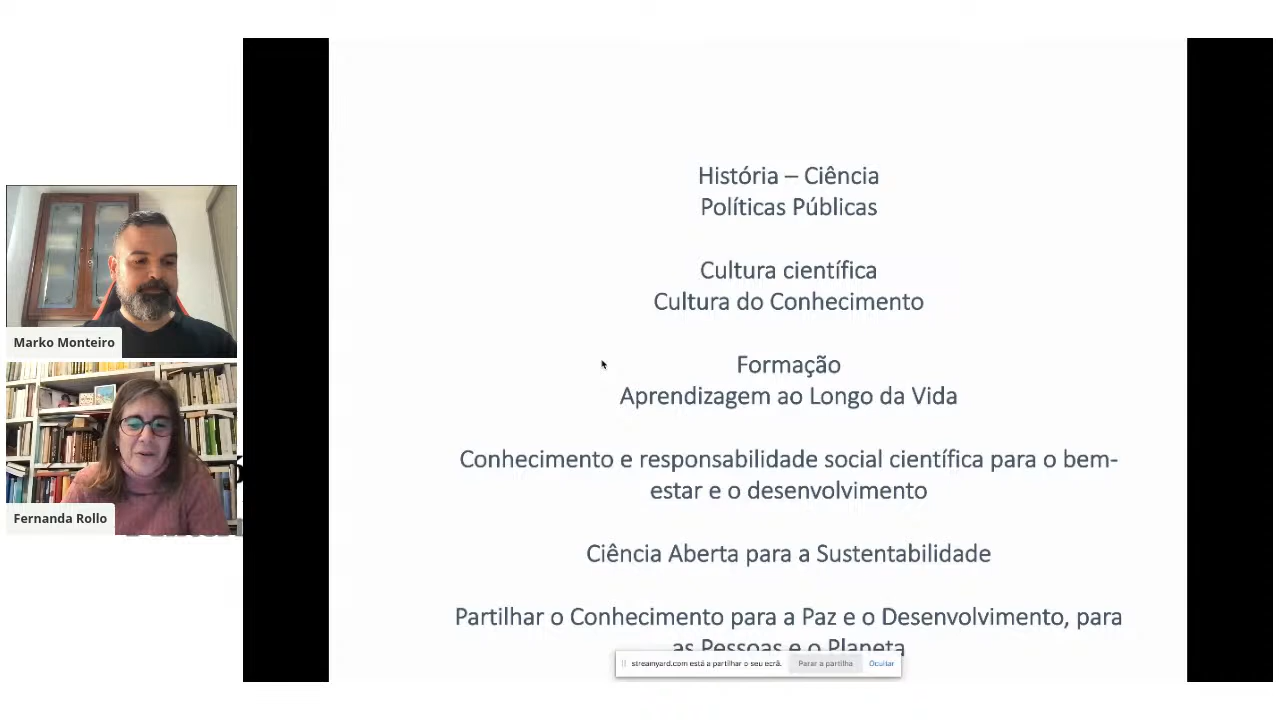 Marko Monteiro
Fernanda Rollo
História – Ciência
Políticas Públicas
Cultura científica
Cultura do Conhecimento
Formação
Aprendizagem ao Longo da Vida
Conhecimento e responsabilidade social científica para o bem-
estar e o desenvolvimento
Ciência Aberta para a Sustentabilidade
Partilhar o Conhecimento para a Paz e o Desenvolvimento, para
as Pessoas e o Planeta
streamyard.com está a partilhar o seu ecrã.
Parar a partilha
Ocultar